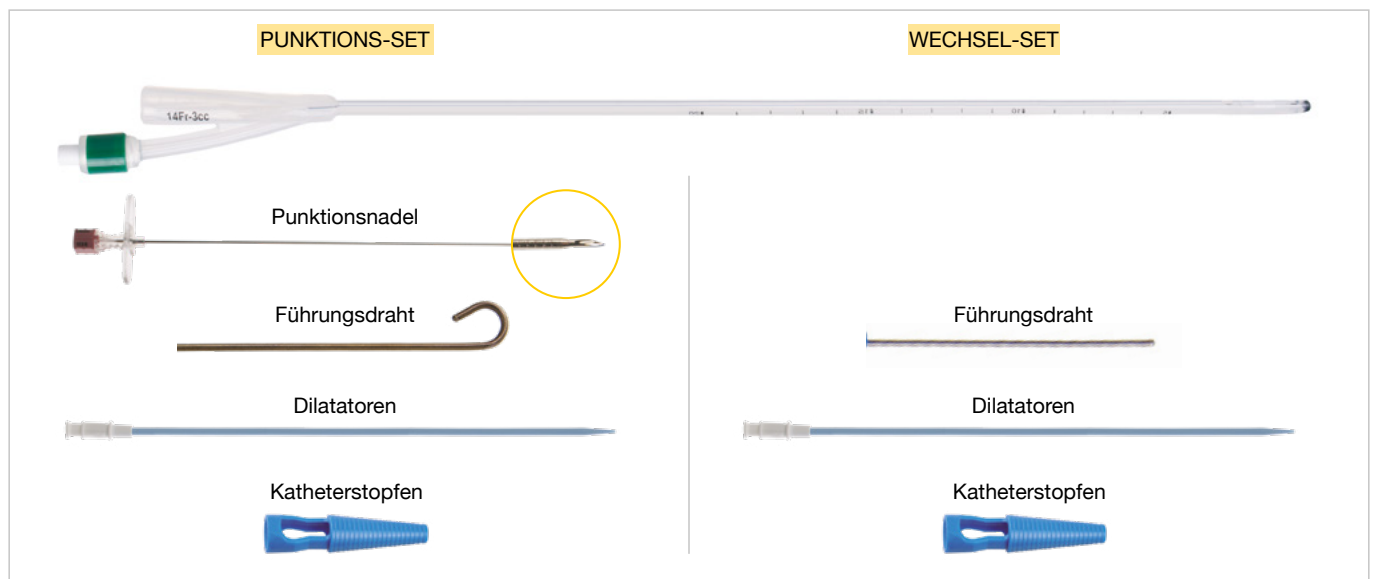 PUNKTIONS-SET
WECHSEL-SET
14Fr-3cc
Punktionsnadel
Führungsdraht
Führungsdraht
Dilatatoren
Dilatatoren
Katheterstopfen
Katheterstopfen